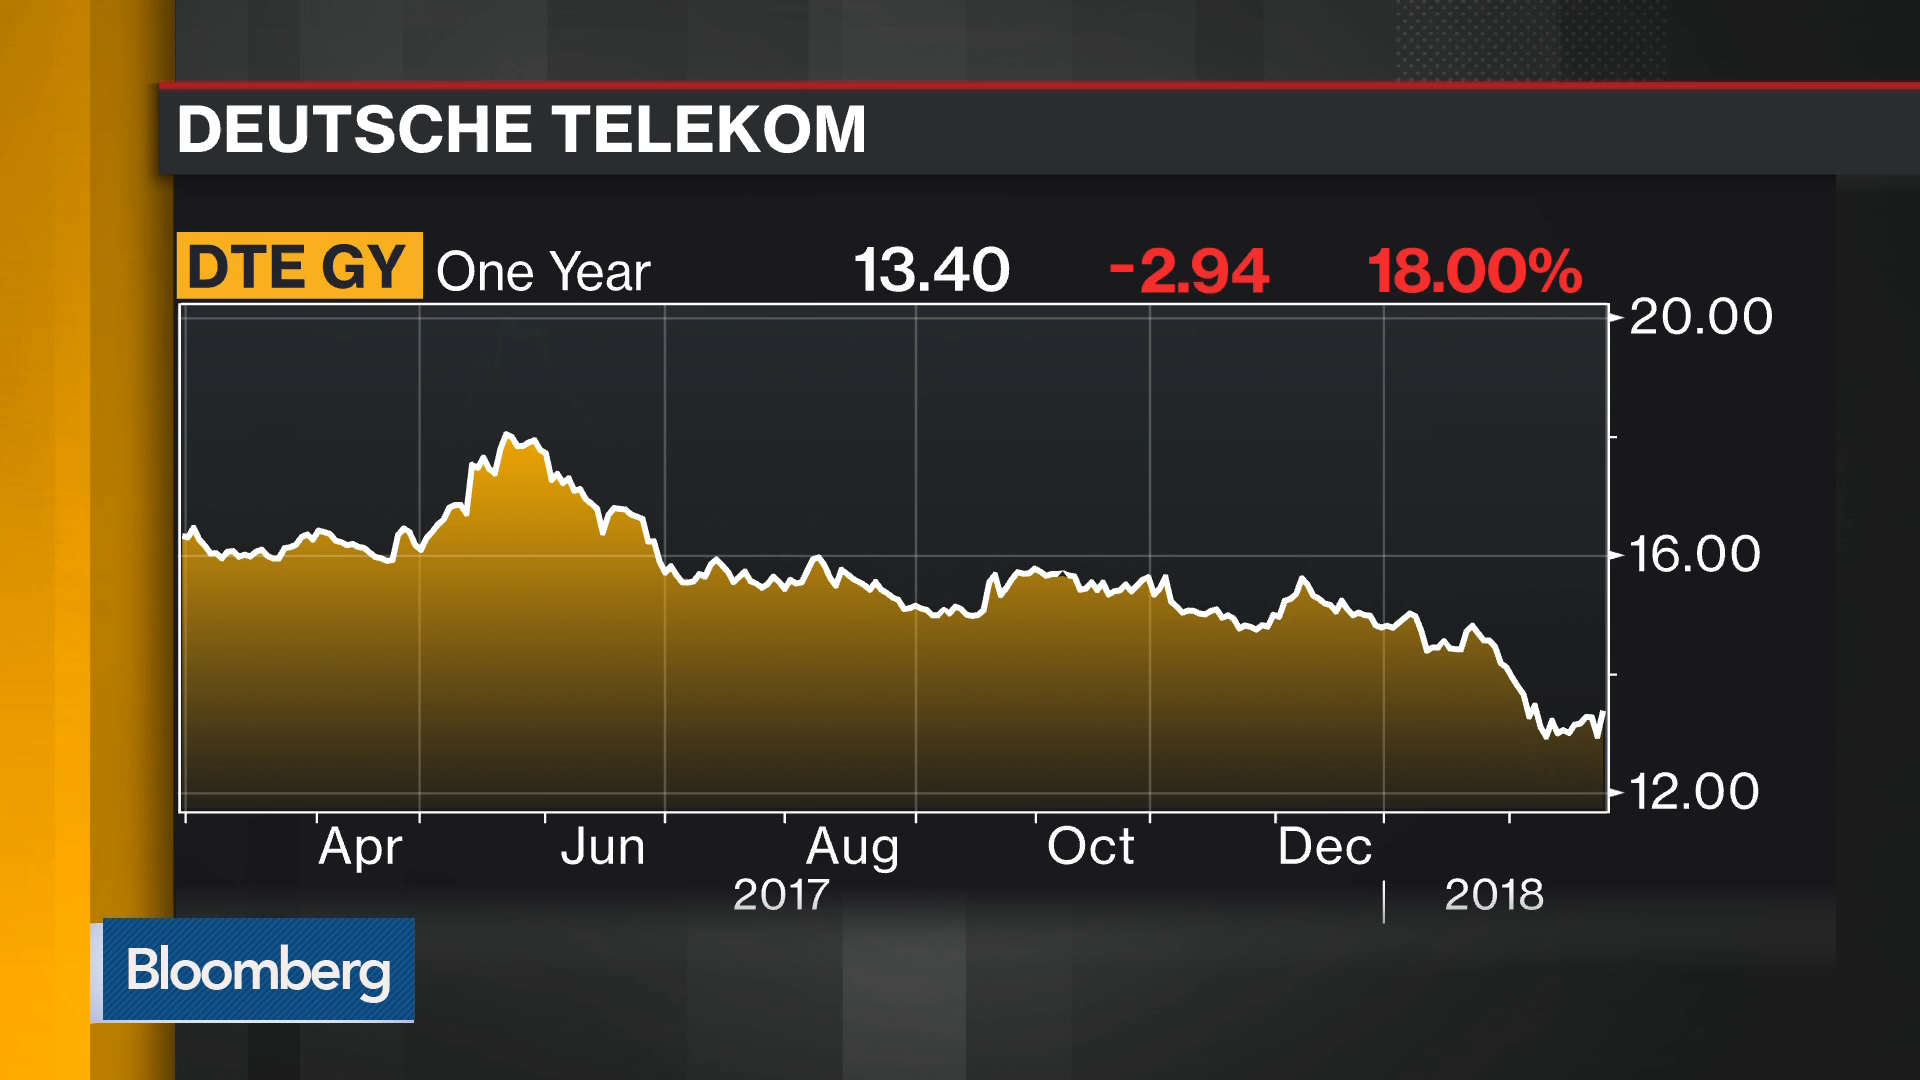 DEUTSCHE TELEKOM
DTE GY One Year 13.40 -2.94 18.00%
20.00
16.00
12.00
Apr Jun Aug Oct Dec
2017 2018
Bloomberg